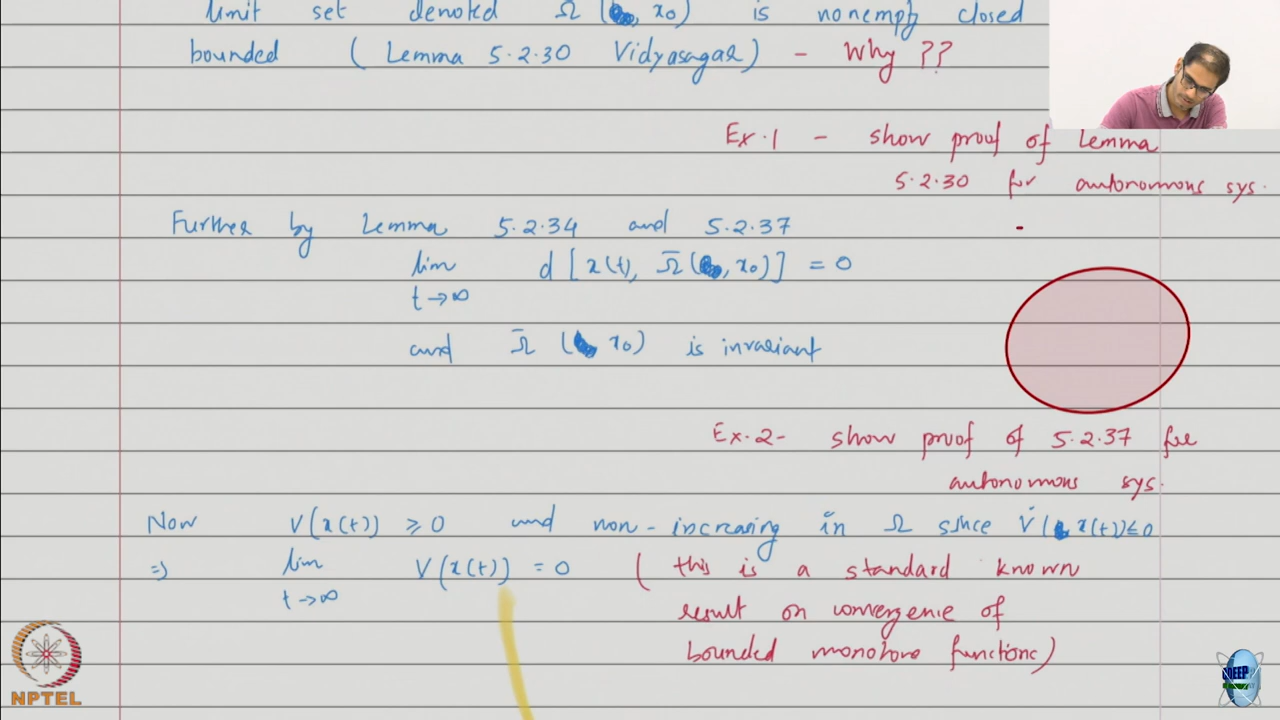 limit set denoted Ω̄ ( , x₀) is nonempty closed
bounded ( Lemma 5.2.30 Vidyasagar) - Why ??
Ex.1 - show proof of Lemma
5.2.30 for autonomous sys.
Further by Lemma 5.2.34 and 5.2.37
lim d [x(t), Ω̄( , x₀)] = 0
t→∞
and Ω̄ ( x₀) is invariant
Ex.2- show proof of 5.2.37 for
autonomous sys.
Now V(x(t)) ≥ 0 and non-increasing in Ω since V̇( x(t)) ≤ 0
⇒ lim V(x(t)) = 0 ( this is a standard known
t→∞ result on convergence of
bounded monotone functions)
NPTEL